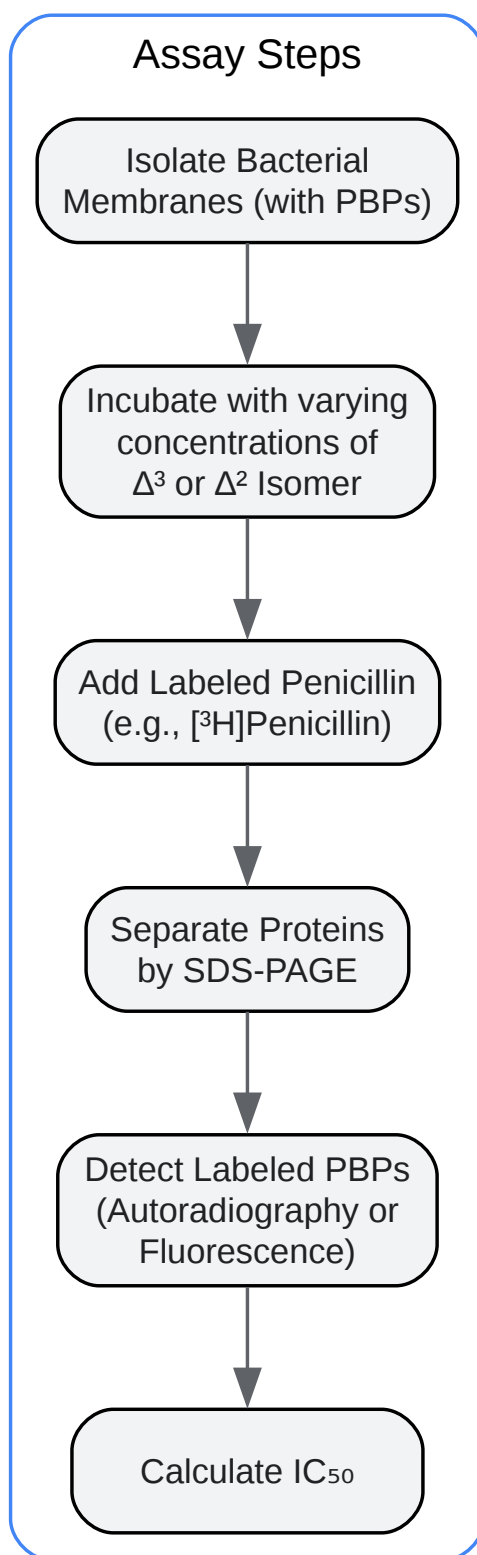 Assay Steps
Isolate Bacterial
Membranes (with PBPs)
Incubate with varying
concentrations of
Δ³ or Δ² Isomer
Add Labeled Penicillin
(e.g., [³H]Penicillin)
Separate Proteins
by SDS-PAGE
Detect Labeled PBPs
(Autoradiography or
Fluorescence)
Calculate IC₅₀